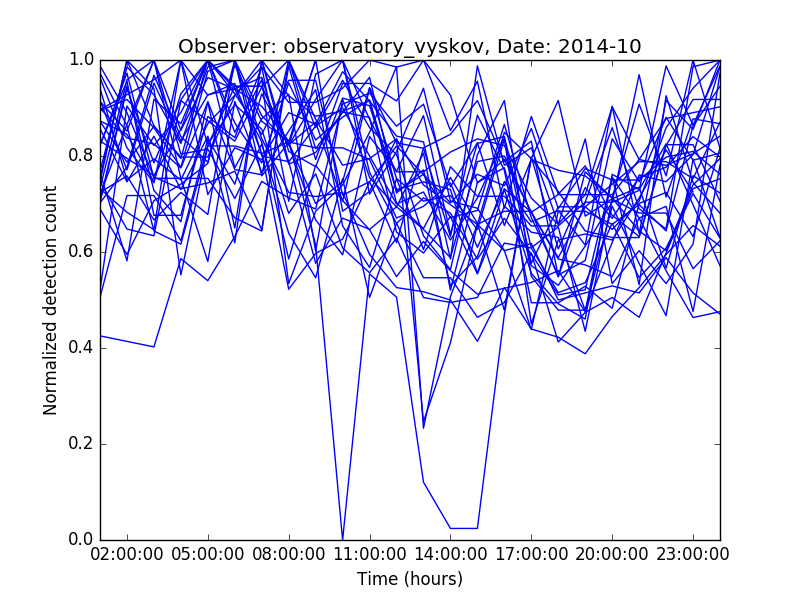 Observer: observatory_vyskov, Date: 2014-10
1.0
0.8
0.6
0.4
0.2
0.0
Normalized detection count
02:00:00 05:00:00 08:00:00 11:00:00 14:00:00 17:00:00 20:00:00 23:00:00
Time (hours)